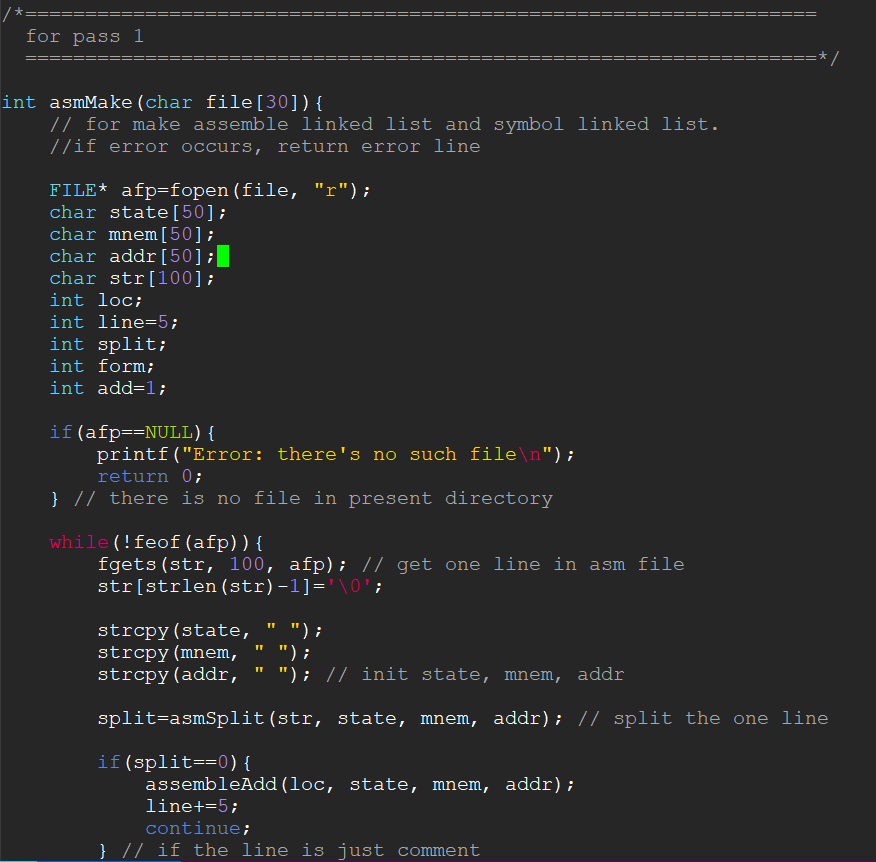 /*==================================================================
  for pass 1
  ==================================================================*/
int asmMake(char file[30]){
    // for make assemble linked list and symbol linked list.
    //if error occurs, return error line
    FILE* afp=fopen(file, "r");
    char state[50];
    char mnem[50];
    char addr[50];
    char str[100];
    int loc;
    int line=5;
    int split;
    int form;
    int add=1;
    if(afp==NULL){
        printf("Error: there's no such file\n");
        return 0;
    } // there is no file in present directory
    while(!feof(afp)){
        fgets(str, 100, afp); // get one line in asm file
        str[strlen(str)-1]='\0';
        strcpy(state, " ");
        strcpy(mnem, " ");
        strcpy(addr, " "); // init state, mnem, addr
        split=asmSplit(str, state, mnem, addr); // split the one line
        if(split==0){
            assembleAdd(loc, state, mnem, addr);
            line+=5;
            continue;
        } // if the line is just comment